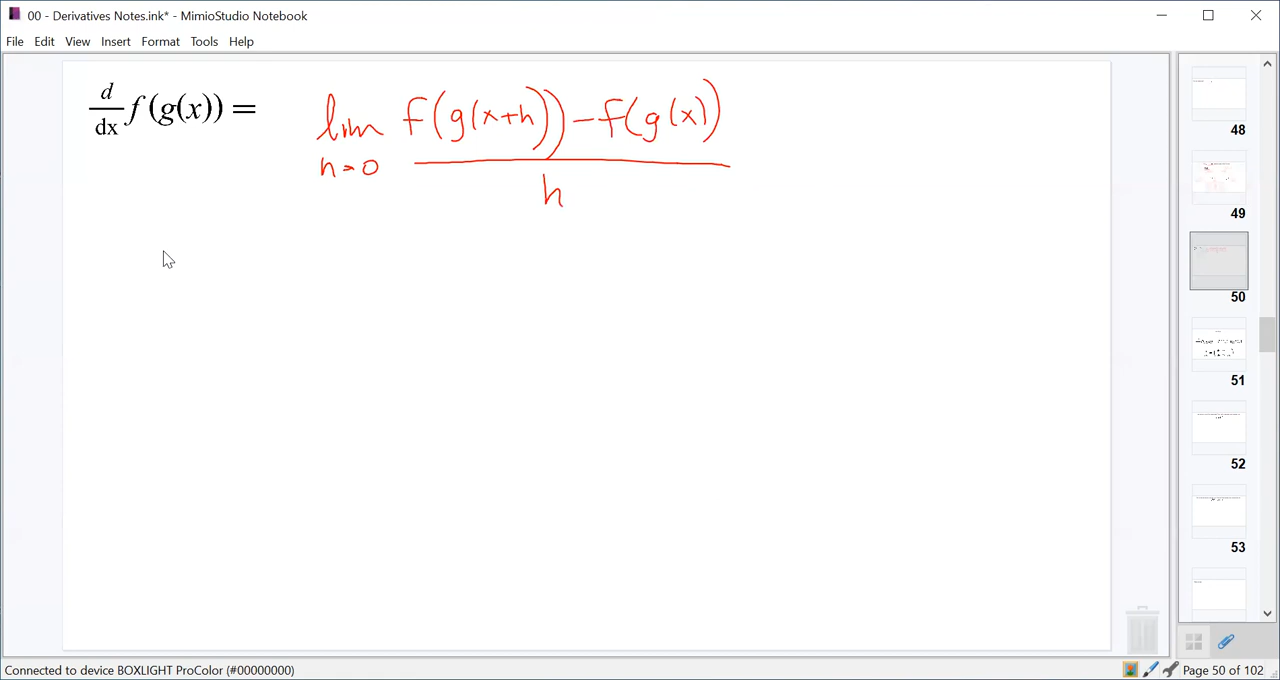 00 - Derivatives Notes.ink* - MimioStudio Notebook
File Edit View Insert Format Tools Help
d/dx f(g(x)) = lim h→0 (f(g(x+h)) - f(g(x))) / h
48
49
50
51
52
53
Connected to device BOXLIGHT ProColor (#00000000)
Page 50 of 102